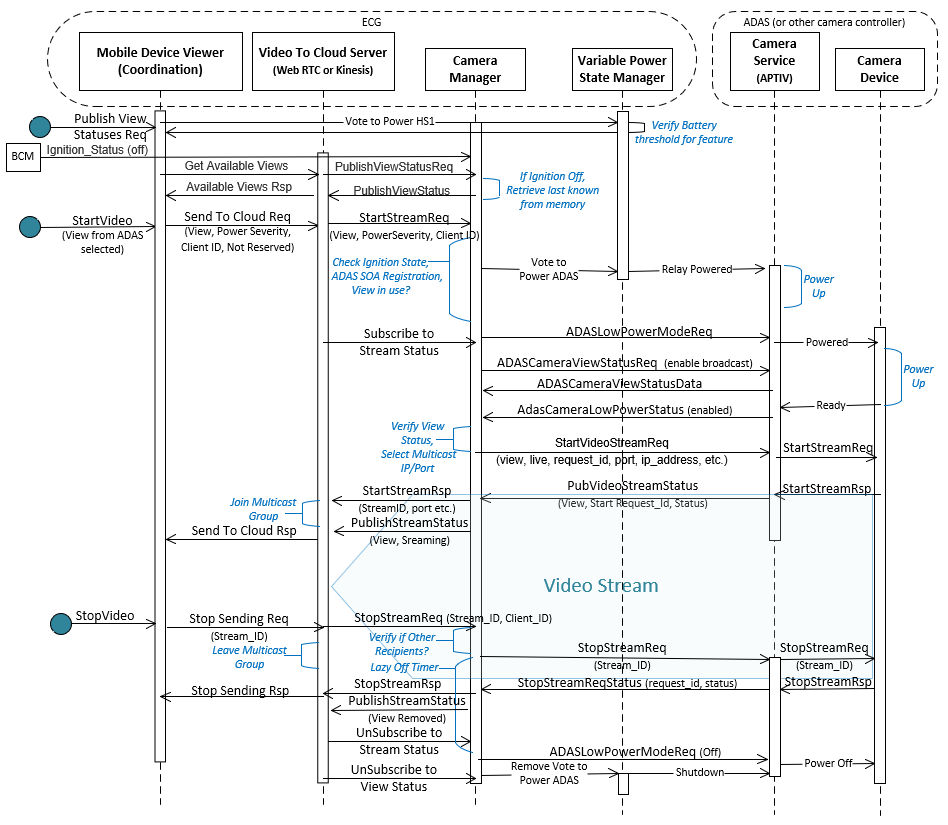 ECG
ADAS (or other camera controller)
Mobile Device Viewer
(Coordination)
Video To Cloud Server
(Web RTC or Kinesis)
Camera
Manager
Variable Power
State Manager
Camera
Service
(APTIV)
Camera
Device
Publish View
Statuses Req
Vote to Power HS1
Verify Battery
threshold for feature
BCM
Ignition_Status (off)
Get Available Views
PublishViewStatusReq
Available Views Rsp
PublishViewStatus
If Ignition Off,
Retrieve last known
from memory
StartVideo
(View from ADAS
selected)
Send To Cloud Req
(View, Power Severity,
Client ID, Not Reserved)
StartStreamReq
(View, PowerSeverity, Client ID)
Check Ignition State,
ADAS SOA Registration,
View in use?
Vote to
Power ADAS
Relay Powered
Power
Up
Subscribe to
Stream Status
ADASLowPowerModeReq
Powered
ADASCameraViewStatusReq (enable broadcast)
Power
Up
ADASCameraViewStatusData
Ready
AdasCameraLowPowerStatus (enabled)
Verify View
Status,
Select Multicast
IP/Port
StartVideoStreamReq
(view, live, request_id, port, ip_address, etc.)
StartStreamReq
PubVideoStreamStatus
(View, Start Request_Id, Status)
StartStreamRsp
StartStreamRsp
(StreamID, port etc.)
Join Multicast
Group
PublishStreamStatus
(View, Sreaming)
Send To Cloud Rsp
Video Stream
StopVideo
Stop Sending Req
(Stream_ID)
StopStreamReq (Stream_ID, Client_ID)
Leave Multicast
Group
Verify if Other
Recipients?
Lazy Off Timer
StopStreamReq
(Stream_ID)
StopStreamReq
(Stream_ID)
Stop Sending Rsp
StopStreamRsp
StopStreamReqStatus (request_id, status)
StopStreamRsp
PublishStreamStatus
(View Removed)
UnSubscribe to
Stream Status
ADASLowPowerModeReq (Off)
Power Off
UnSubscribe to
View Status
Remove Vote to
Power ADAS
Shutdown